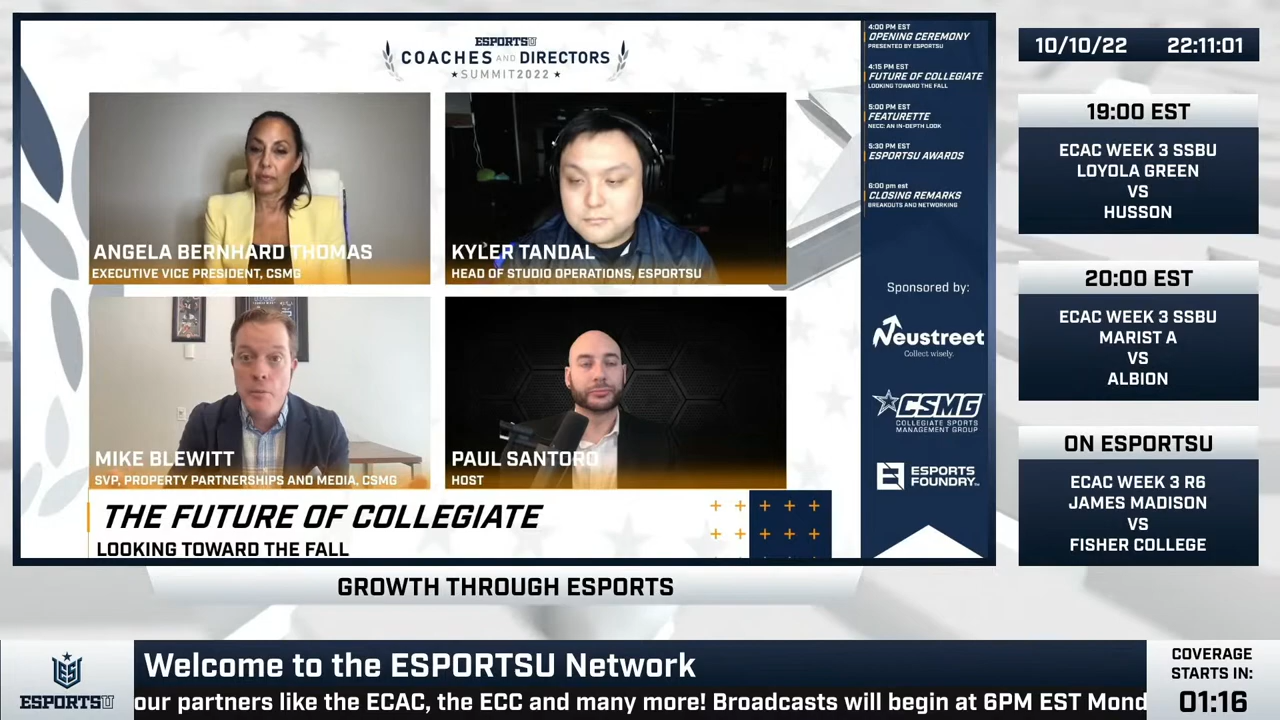 ESPORTSU
COACHES AND DIRECTORS
SUMMIT 2022
ANGELA BERNHARD THOMAS
EXECUTIVE VICE PRESIDENT, CSMG
KYLER TANDAL
HEAD OF STUDIO OPERATIONS, ESPORTSU
MIKE BLEWITT
SVP, PROPERTY PARTNERSHIPS AND MEDIA, CSMG
PAUL SANTORO
HOST
THE FUTURE OF COLLEGIATE
LOOKING TOWARD THE FALL
4:00 PM EST
OPENING CEREMONY
PRESENTED BY ESPORTSU
4:15 PM EST
FUTURE OF COLLEGIATE
LOOKING TOWARD THE FALL
5:00 PM EST
FEATURETTE
NECC: AN IN-DEPTH LOOK
5:30 PM EST
ESPORTSU AWARDS
6:00 pm est
CLOSING REMARKS
BREAKOUTS AND NETWORKING
Sponsored by:
Neustreet
Collect wisely.
CSMG
COLLEGIATE SPORTS
MANAGEMENT GROUP
ESPORTS
FOUNDRY™
10/10/22 22:11:01
19:00 EST
ECAC WEEK 3 SSBU
LOYOLA GREEN
VS
HUSSON
20:00 EST
ECAC WEEK 3 SSBU
MARIST A
VS
ALBION
ON ESPORTSU
ECAC WEEK 3 R6
JAMES MADISON
VS
FISHER COLLEGE
GROWTH THROUGH ESPORTS
ESPORTSU
Welcome to the ESPORTSU Network
our partners like the ECAC, the ECC and many more! Broadcasts will begin at 6PM EST Mond
COVERAGE
STARTS IN:
01:16